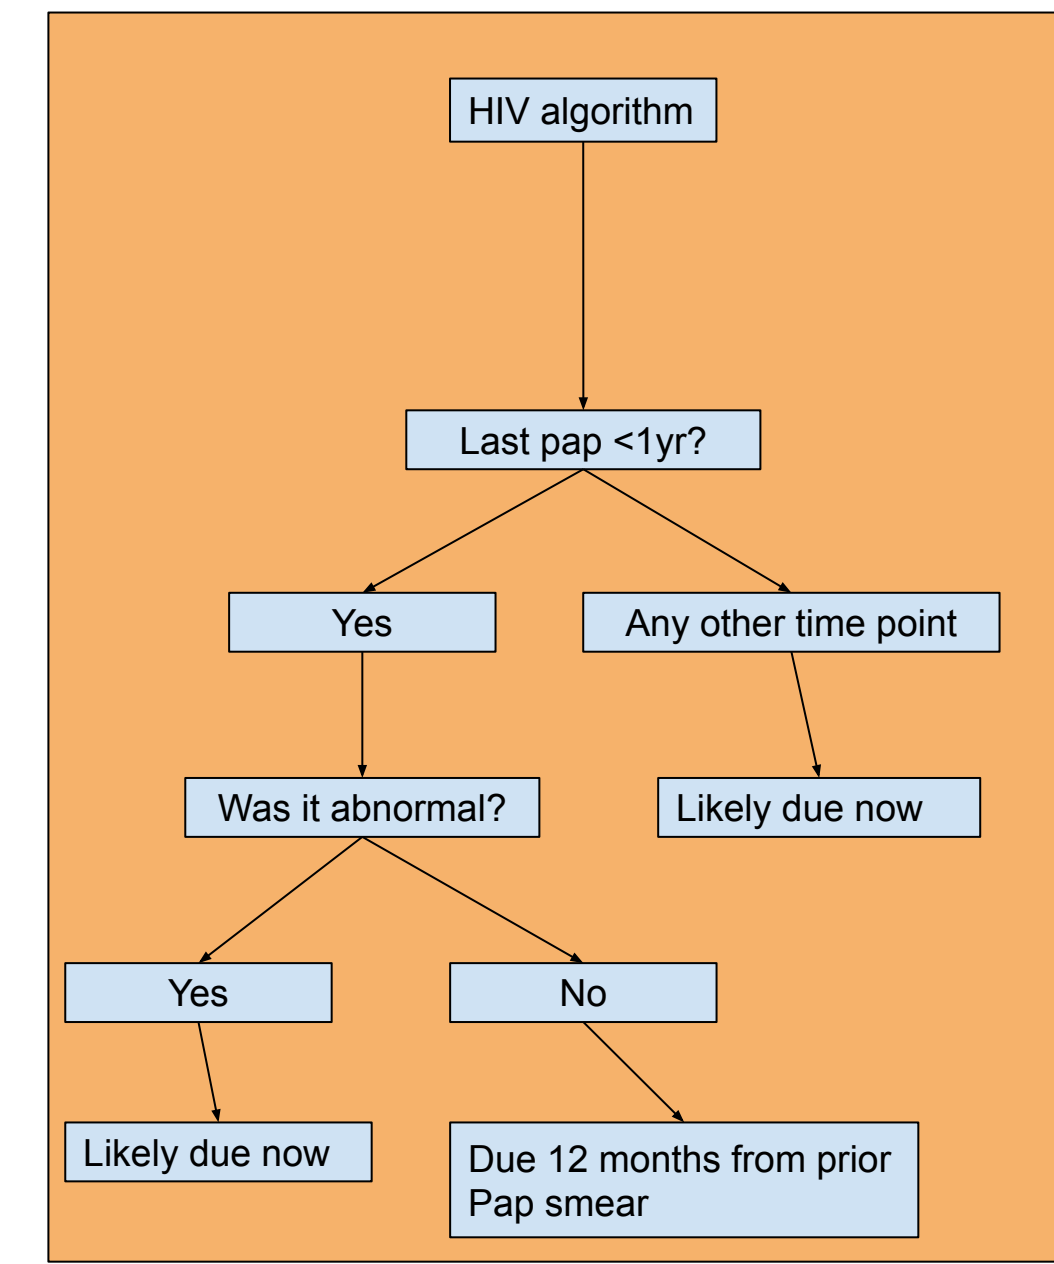 HIV algorithm
Last pap <1yr?
Yes
Any other time point
Was it abnormal?
Likely due now
Yes
No
Likely due now
Due 12 months from prior
Pap smear